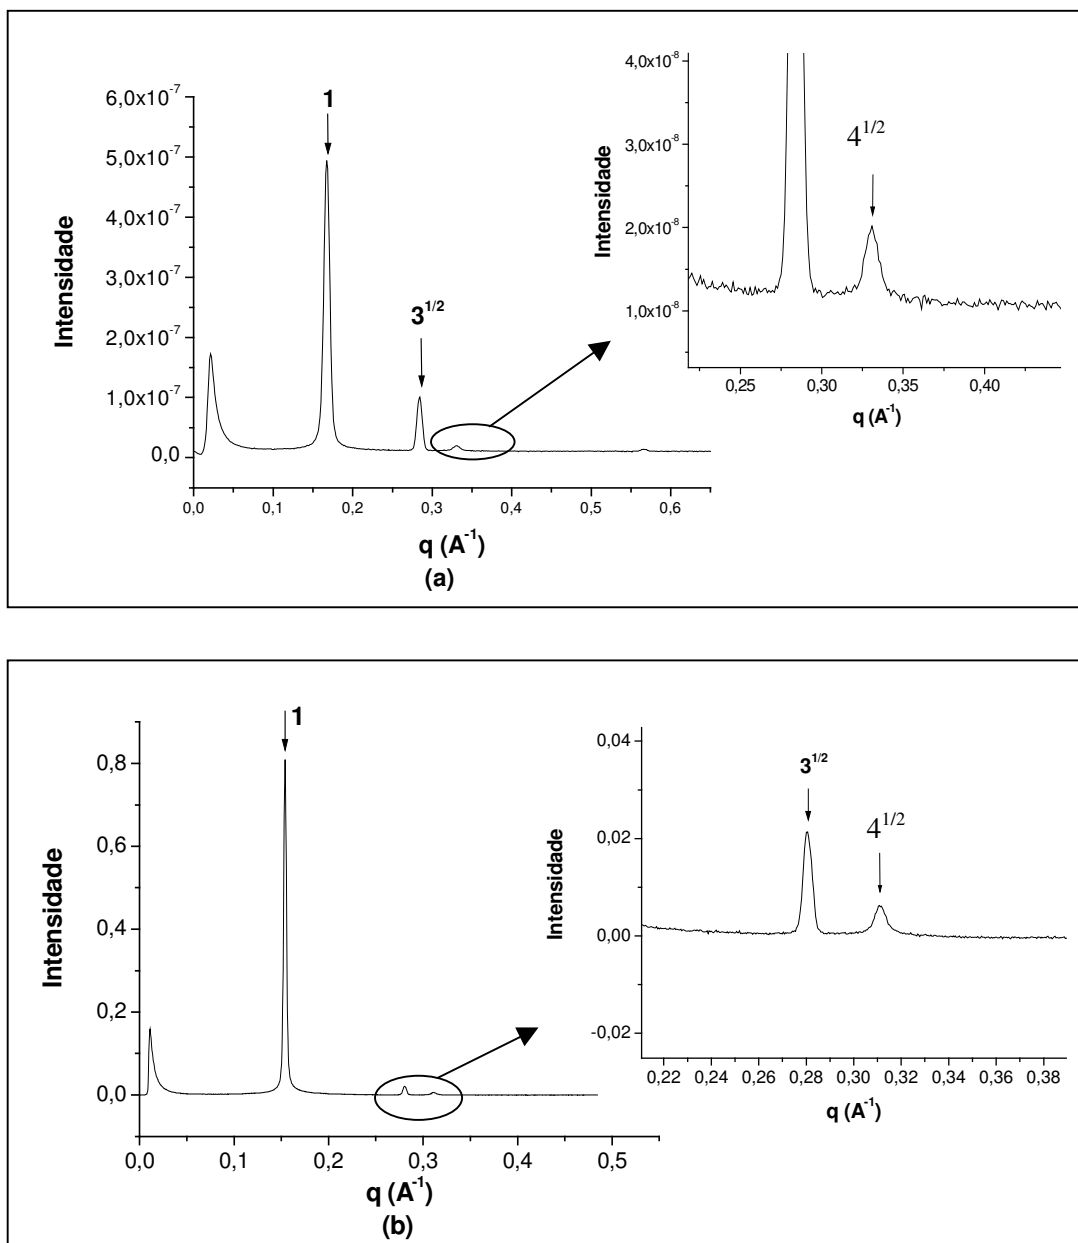 1
3^1/2
Intensidade
6,0x10^-7
5,0x10^-7
4,0x10^-7
3,0x10^-7
2,0x10^-7
1,0x10^-7
0,0
0,0 0,1 0,2 0,3 0,4 0,5 0,6
q (A^-1)
(a)
Intensidade
4,0x10^-8
3,0x10^-8
2,0x10^-8
1,0x10^-8
4^1/2
0,25 0,30 0,35 0,40
q (A^-1)
1
Intensidade
0,8
0,6
0,4
0,2
0,0
0,0 0,1 0,2 0,3 0,4 0,5
q (A^-1)
(b)
Intensidade
0,04
0,02
0,00
-0,02
3^1/2
4^1/2
0,22 0,24 0,26 0,28 0,30 0,32 0,34 0,36 0,38
q (A^-1)